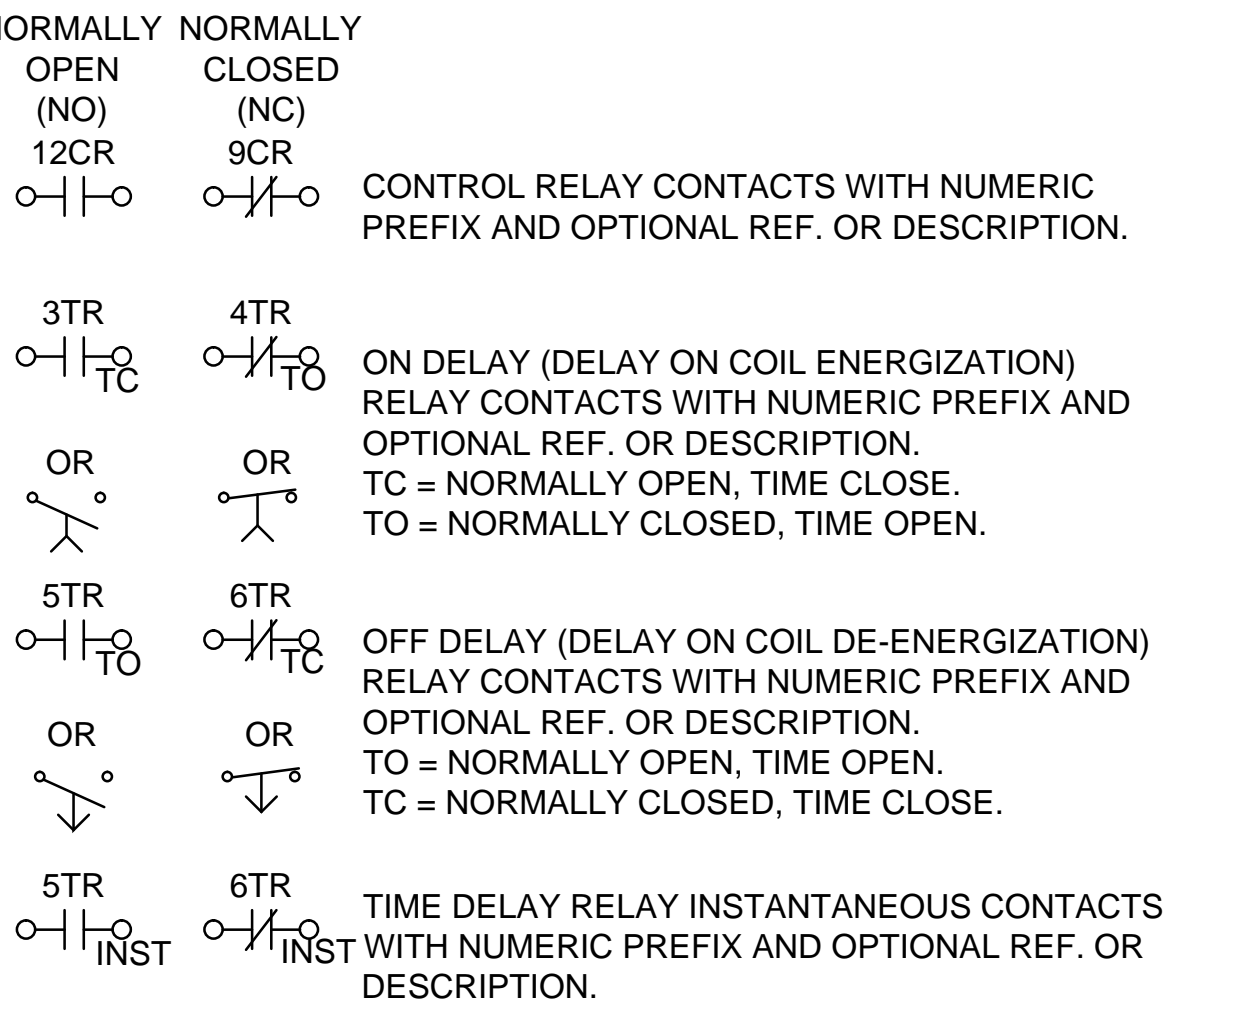 NORMALLY NORMALLY
OPEN CLOSED
(NO) (NC)
12CR 9CR
CONTROL RELAY CONTACTS WITH NUMERIC
PREFIX AND OPTIONAL REF. OR DESCRIPTION.
3TR 4TR
TC TO
ON DELAY (DELAY ON COIL ENERGIZATION)
RELAY CONTACTS WITH NUMERIC PREFIX AND
OPTIONAL REF. OR DESCRIPTION.
OR OR
TC = NORMALLY OPEN, TIME CLOSE.
TO = NORMALLY CLOSED, TIME OPEN.
5TR 6TR
TO TC
OFF DELAY (DELAY ON COIL DE-ENERGIZATION)
RELAY CONTACTS WITH NUMERIC PREFIX AND
OPTIONAL REF. OR DESCRIPTION.
OR OR
TO = NORMALLY OPEN, TIME OPEN.
TC = NORMALLY CLOSED, TIME CLOSE.
5TR 6TR
INST INST
TIME DELAY RELAY INSTANTANEOUS CONTACTS
WITH NUMERIC PREFIX AND OPTIONAL REF. OR
DESCRIPTION.